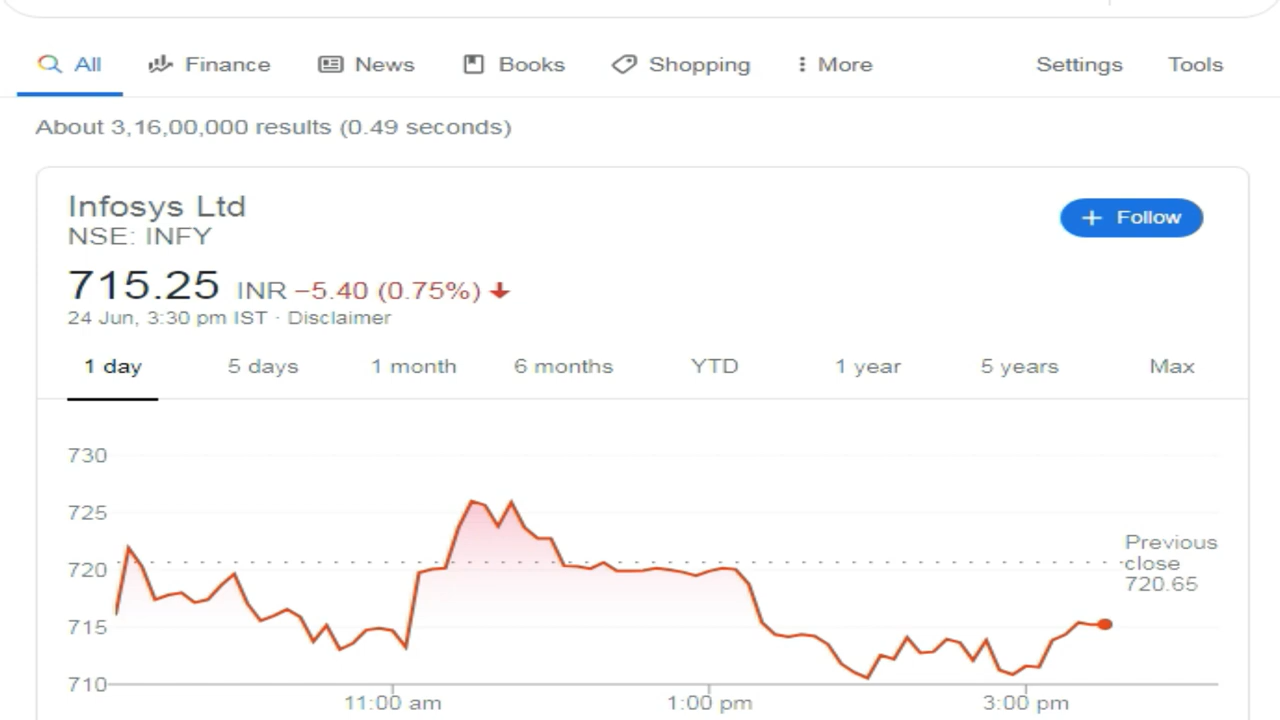 All Finance News Books Shopping More Settings Tools
About 3,16,00,000 results (0.49 seconds)
Infosys Ltd
Follow
NSE: INFY
715.25 INR −5.40 (0.75%)
24 Jun, 3:30 pm IST · Disclaimer
1 day 5 days 1 month 6 months YTD 1 year 5 years Max
730
725
Previous
close
720
720.65
715
710
11:00 am 1:00 pm 3:00 pm